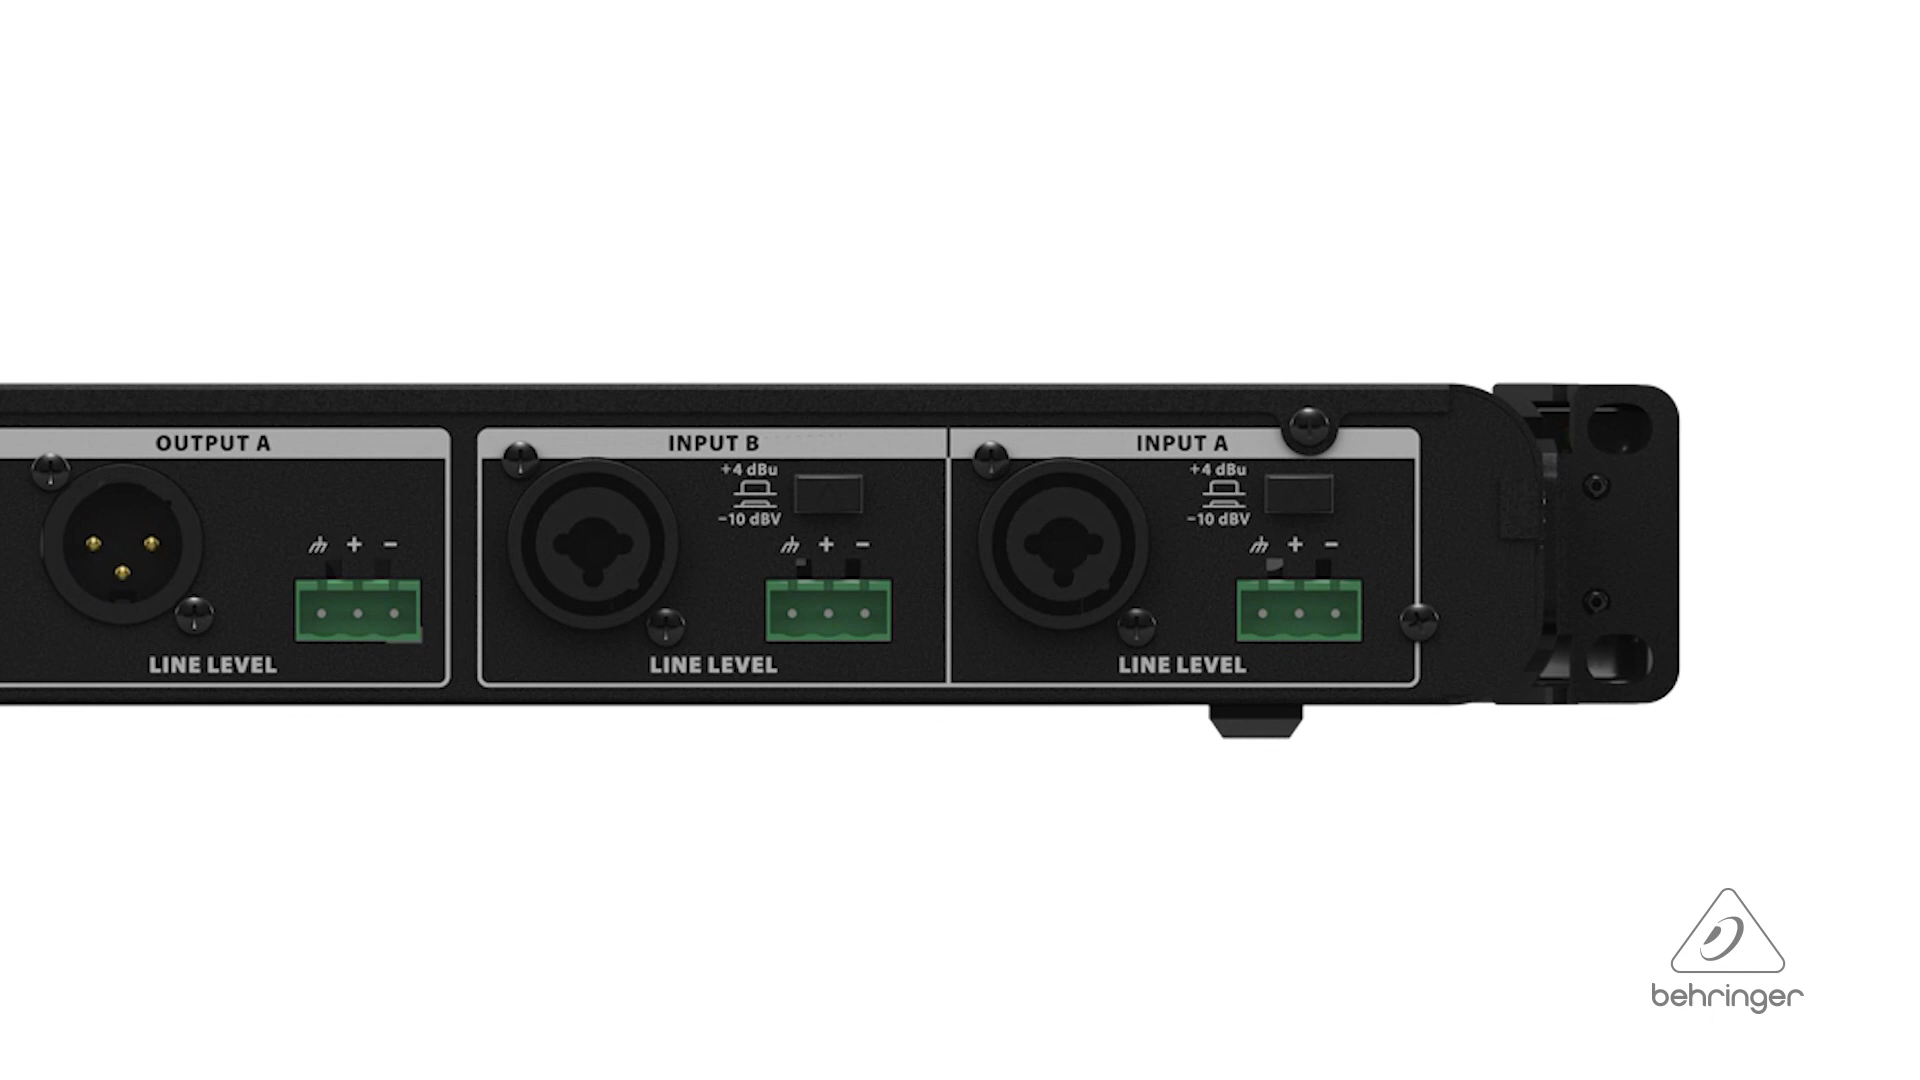 OUTPUT A
+ −
LINE LEVEL
INPUT B
+4 dBu
−10 dBV
+ −
LINE LEVEL
INPUT A
+4 dBu
−10 dBV
+ −
LINE LEVEL
behringer